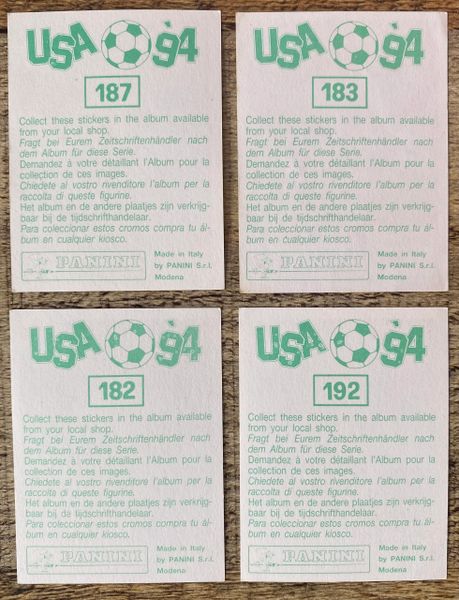 USA '94
187
Collect these stickers in the album available
from your local shop.
Fragt bei Eurem Zeitschriftenhändler nach
dem Album für diese Serie.
Demandez à votre détaillant l'Album pour la
collection de ces images.
Chiedete al vostro rivenditore l'album per la
raccolta di queste figurine.
Het album en de andere plaatjes zijn verkrijg-
baar bij de tijdschrifthandelaar.
Para coleccionar estos cromos compra tu ál-
bum en cualquier kiosco.
PANINI
Made in Italy
by PANINI S.r.l.
Modena
USA '94
183
Collect these stickers in the album available
from your local shop.
Fragt bei Eurem Zeitschriftenhändler nach
dem Album für diese Serie.
Demandez à votre détaillant l'Album pour la
collection de ces images.
Chiedete al vostro rivenditore l'album per la
raccolta di queste figurine.
Het album en de andere plaatjes zijn verkrijg-
baar bij de tijdschrifthandelaar.
Para coleccionar estos cromos compra tu ál-
bum en cualquier kiosco.
PANINI
Made in Italy
by PANINI S.r.l.
Modena
USA '94
182
Collect these stickers in the album available
from your local shop.
Fragt bei Eurem Zeitschriftenhändler nach
dem Album für diese Serie.
Demandez à votre détaillant l'Album pour la
collection de ces images.
Chiedete al vostro rivenditore l'album per la
raccolta di queste figurine.
Het album en de andere plaatjes zijn verkrijg-
baar bij de tijdschrifthandelaar.
Para coleccionar estos cromos compra tu ál-
bum en cualquier kiosco.
PANINI
Made in Italy
by PANINI S.r.l.
Modena
USA '94
192
Collect these stickers in the album available
from your local shop.
Fragt bei Eurem Zeitschriftenhändler nach
dem Album für diese Serie.
Demandez à votre détaillant l'Album pour la
collection de ces images.
Chiedete al vostro rivenditore l'album per la
raccolta di queste figurine.
Het album en de andere plaatjes zijn verkrijg-
baar bij de tijdschrifthandelaar.
Para coleccionar estos cromos compra tu ál-
bum en cualquier kiosco.
PANINI
Made in Italy
by PANINI S.r.l.
Modena